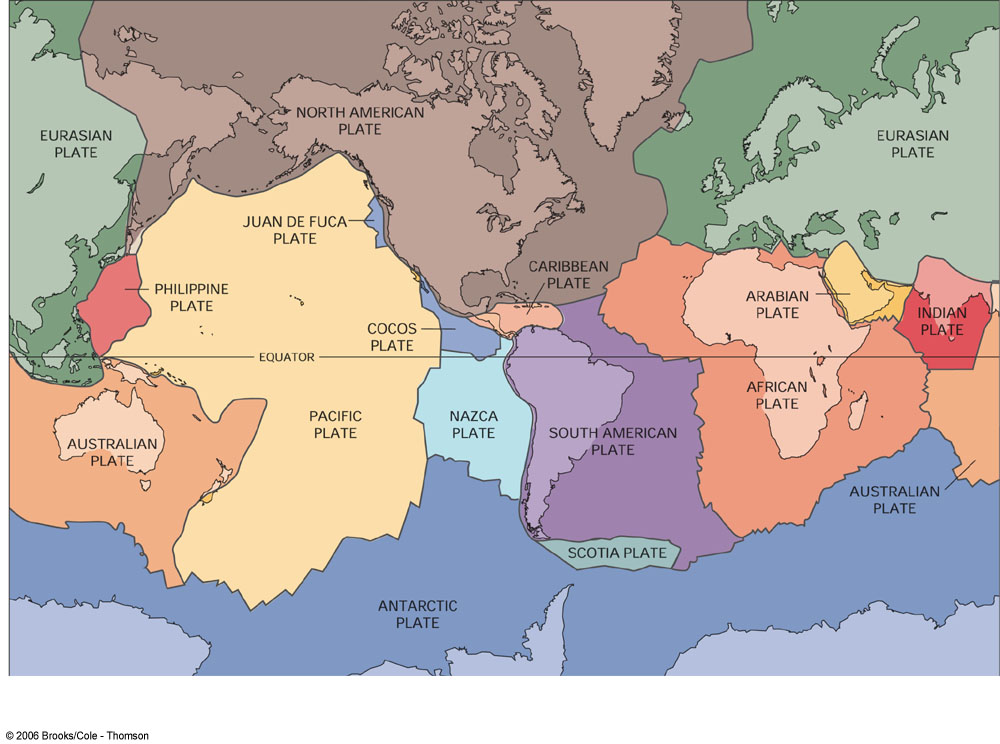 NORTH AMERICAN
PLATE
EURASIAN
PLATE
EURASIAN
PLATE
JUAN DE FUCA
PLATE
CARIBBEAN
PLATE
PHILIPPINE
PLATE
ARABIAN
PLATE
INDIAN
PLATE
COCOS
PLATE
EQUATOR
AFRICAN
PLATE
PACIFIC
PLATE
NAZCA
PLATE
SOUTH AMERICAN
PLATE
AUSTRALIAN
PLATE
AUSTRALIAN
PLATE
SCOTIA PLATE
ANTARCTIC
PLATE
© 2006 Brooks/Cole - Thomson